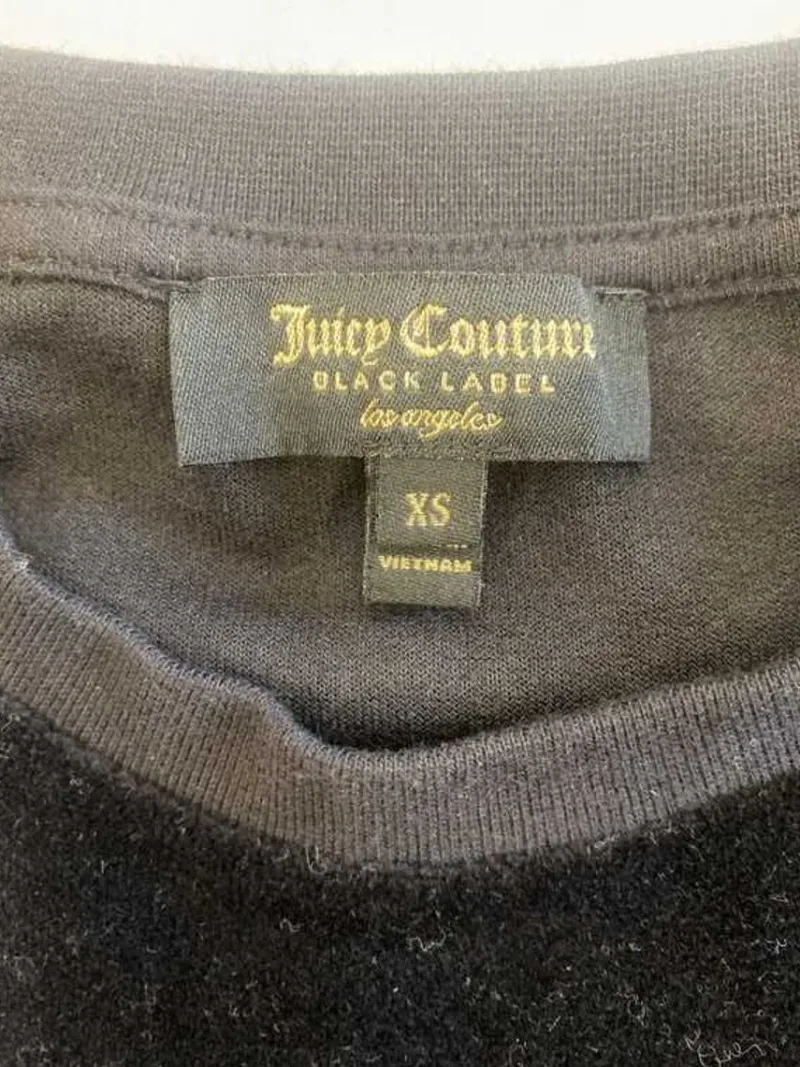 Juicy Couture
BLACK LABEL
los angeles
XS
VIETNAM